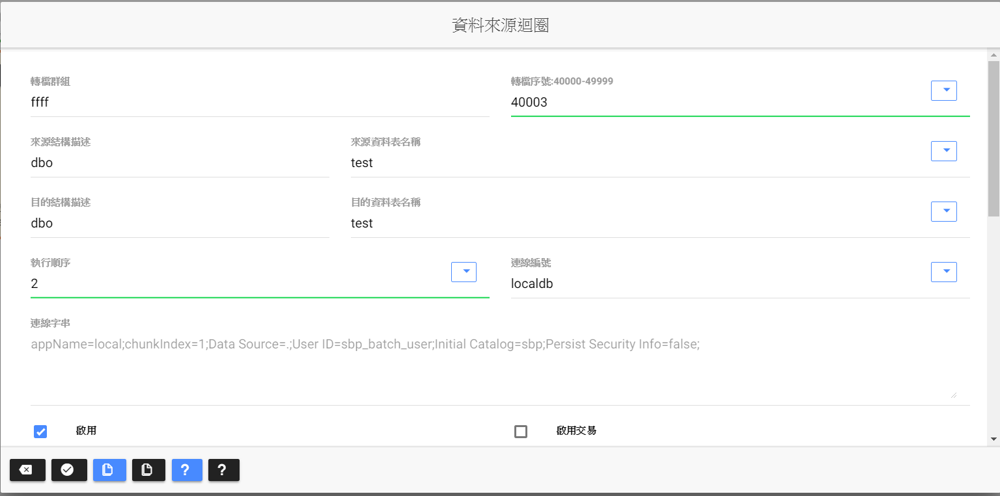 資料來源迴圈
轉檔群組
ffff
轉檔序號:40000-49999
40003
來源結構描述
dbo
來源資料表名稱
test
目的結構描述
dbo
目的資料表名稱
test
執行順序
2
連線編號
localdb
連線字串
appName=local;chunkIndex=1;Data Source=.;User ID=sbp_batch_user;Initial Catalog=sbp;Persist Security Info=false;
啟用
啟用交易
? ?